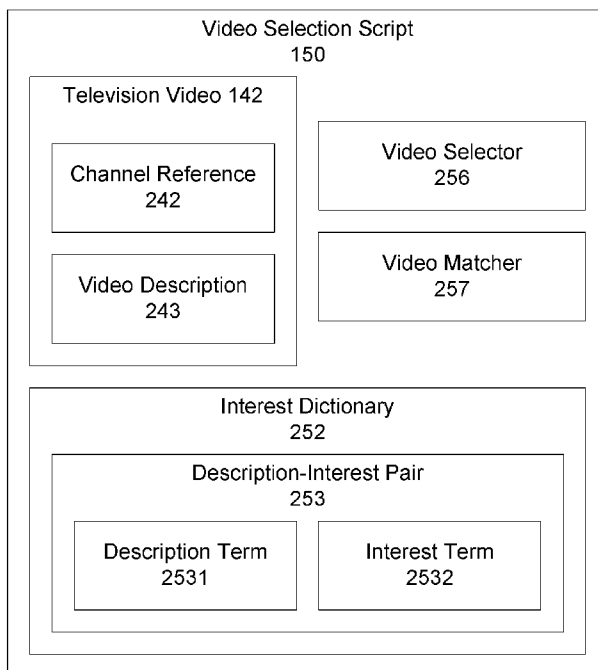 Video Selection Script
150
Television Video 142
Channel Reference
242
Video Description
243
Video Selector
256
Video Matcher
257
Interest Dictionary
252
Description-Interest Pair
253
Description Term
2531
Interest Term
2532